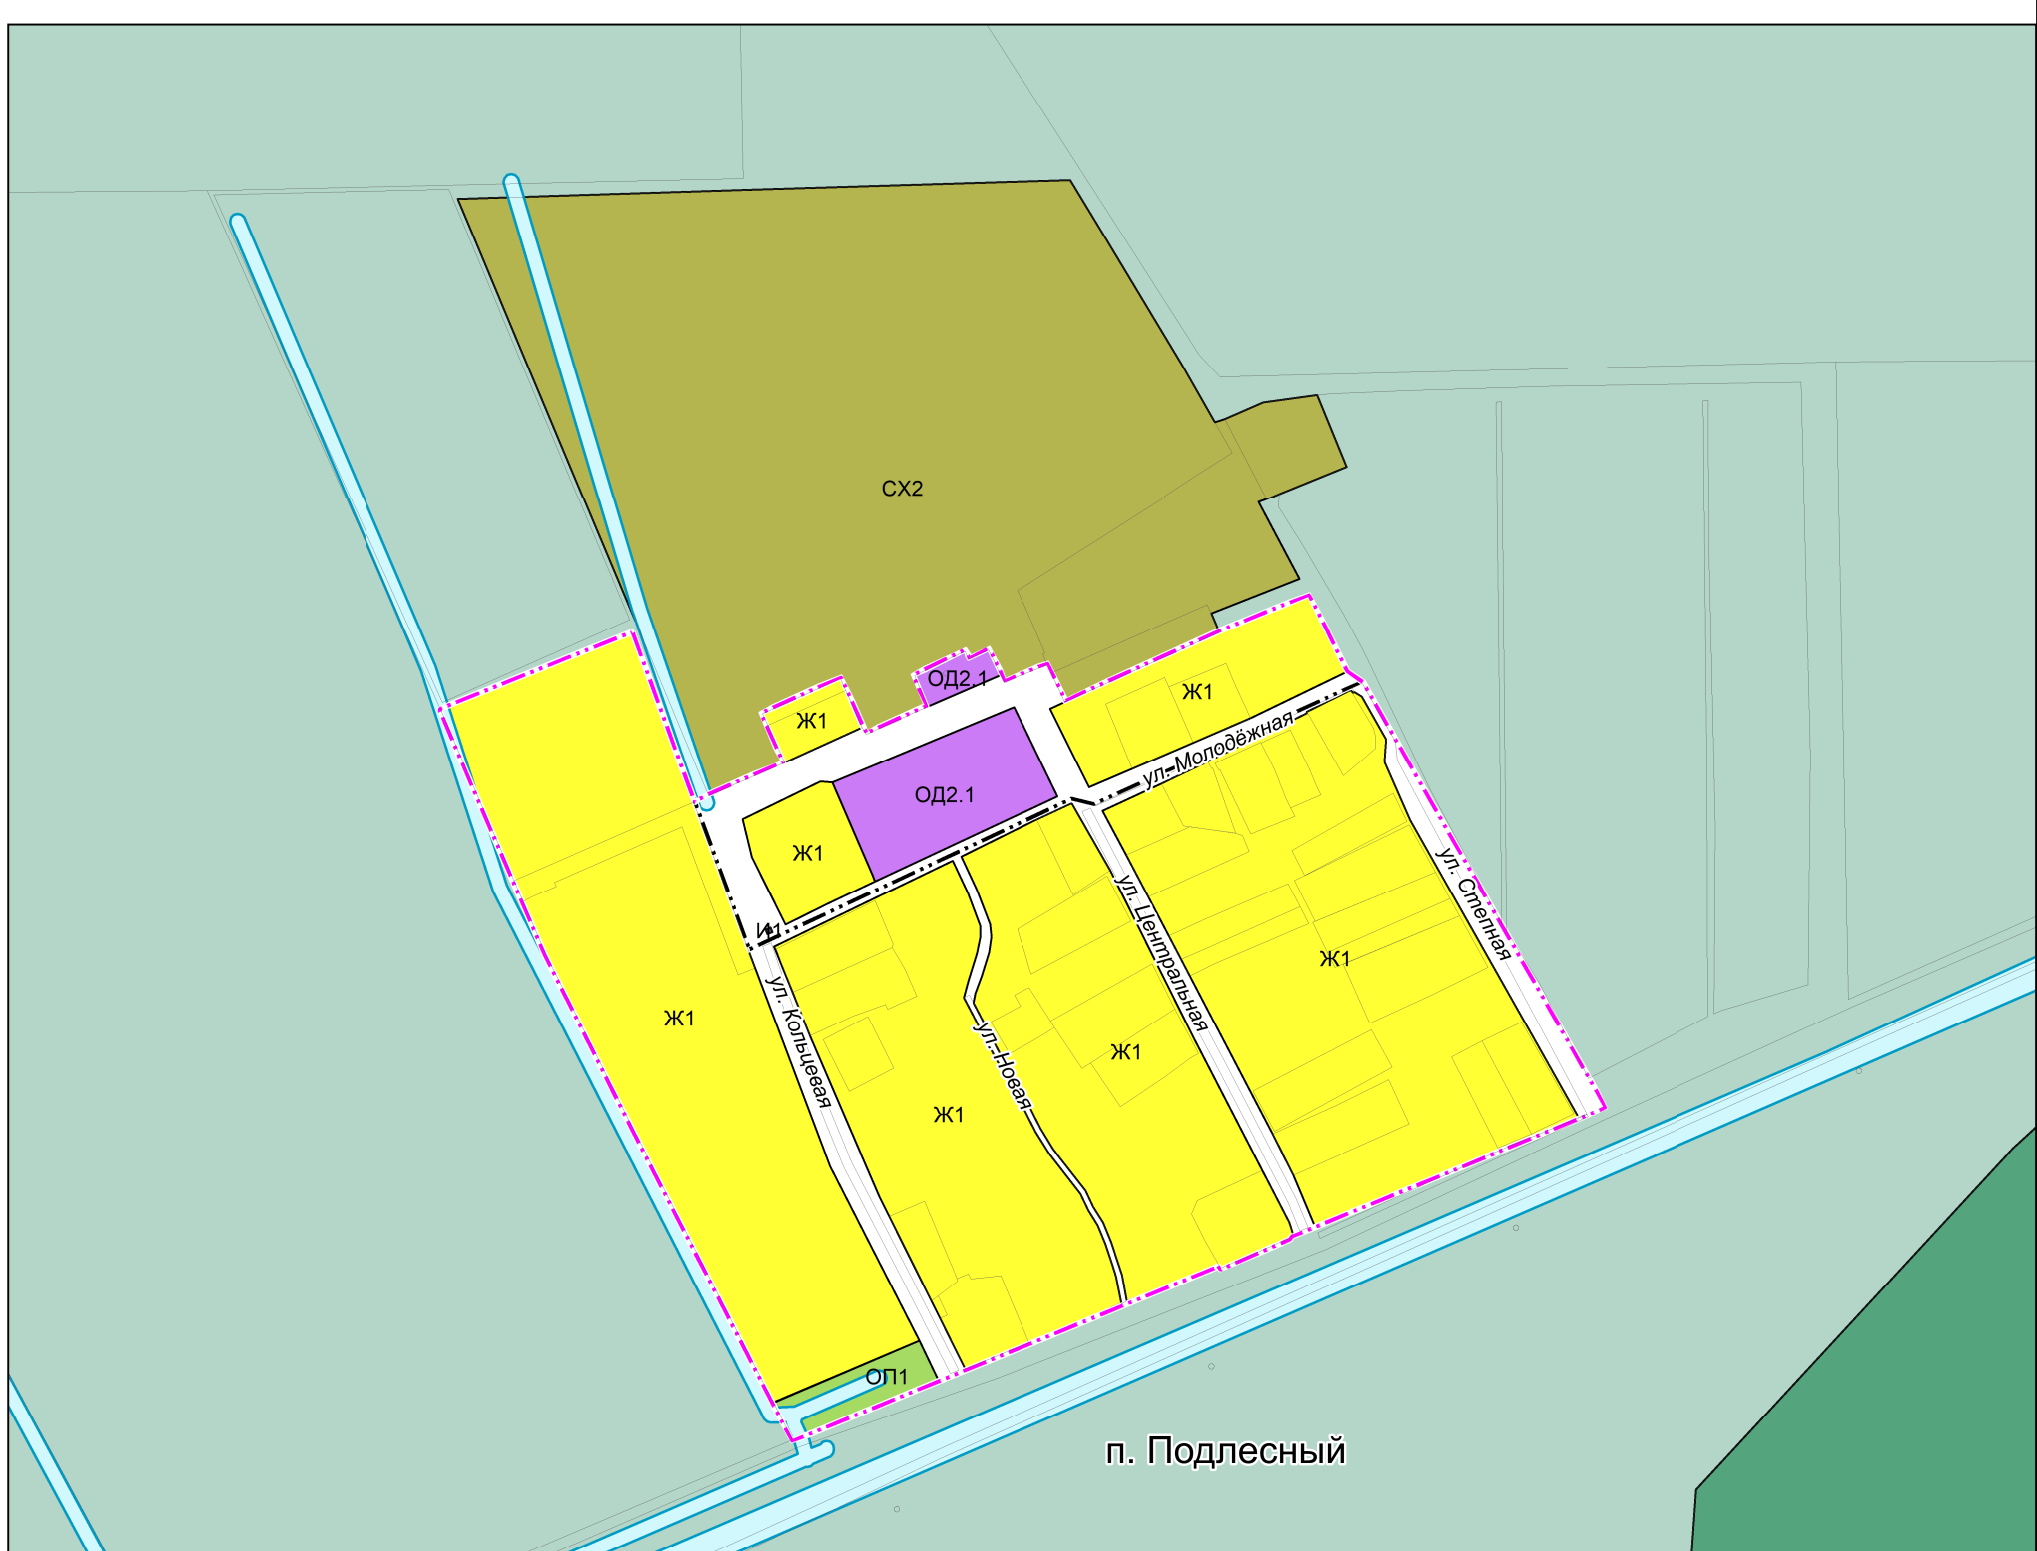 СХ2
ОД2.1
Ж1
Ж1
ул. Молодёжная
ОД2.1
Ж1
И1
ул. Степная
ул. Центральная
Ж1
ул. Кольцевая
Ж1
ул. Новая
Ж1
Ж1
ОП1
п. Подлесный